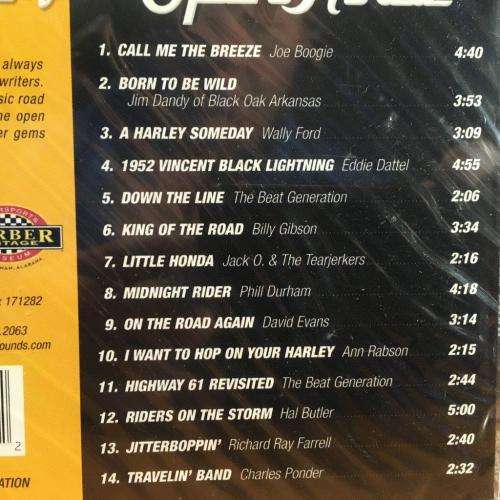 always
writers.
sic road
he open
er gems
1. CALL ME THE BREEZE Joe Boogie 4:40
2. BORN TO BE WILD
Jim Dandy of Black Oak Arkansas 3:53
3. A HARLEY SOMEDAY Wally Ford 3:09
4. 1952 VINCENT BLACK LIGHTNING Eddie Dattel 4:55
5. DOWN THE LINE The Beat Generation 2:06
6. KING OF THE ROAD Billy Gibson 3:34
7. LITTLE HONDA Jack O. & The Tearjerkers 2:16
8. MIDNIGHT RIDER Phill Durham 4:18
9. ON THE ROAD AGAIN David Evans 3:14
10. I WANT TO HOP ON YOUR HARLEY Ann Rabson 2:15
11. HIGHWAY 61 REVISITED The Beat Generation 2:44
12. RIDERS ON THE STORM Hal Butler 5:00
13. JITTERBOPPIN' Richard Ray Farrell 2:40
14. TRAVELIN' BAND Charles Ponder 2:32
RSPORTS
RBER
TAGE
SEUM
HAM, ALABAMA
x 171282
.2063
ounds.com
2
ATION